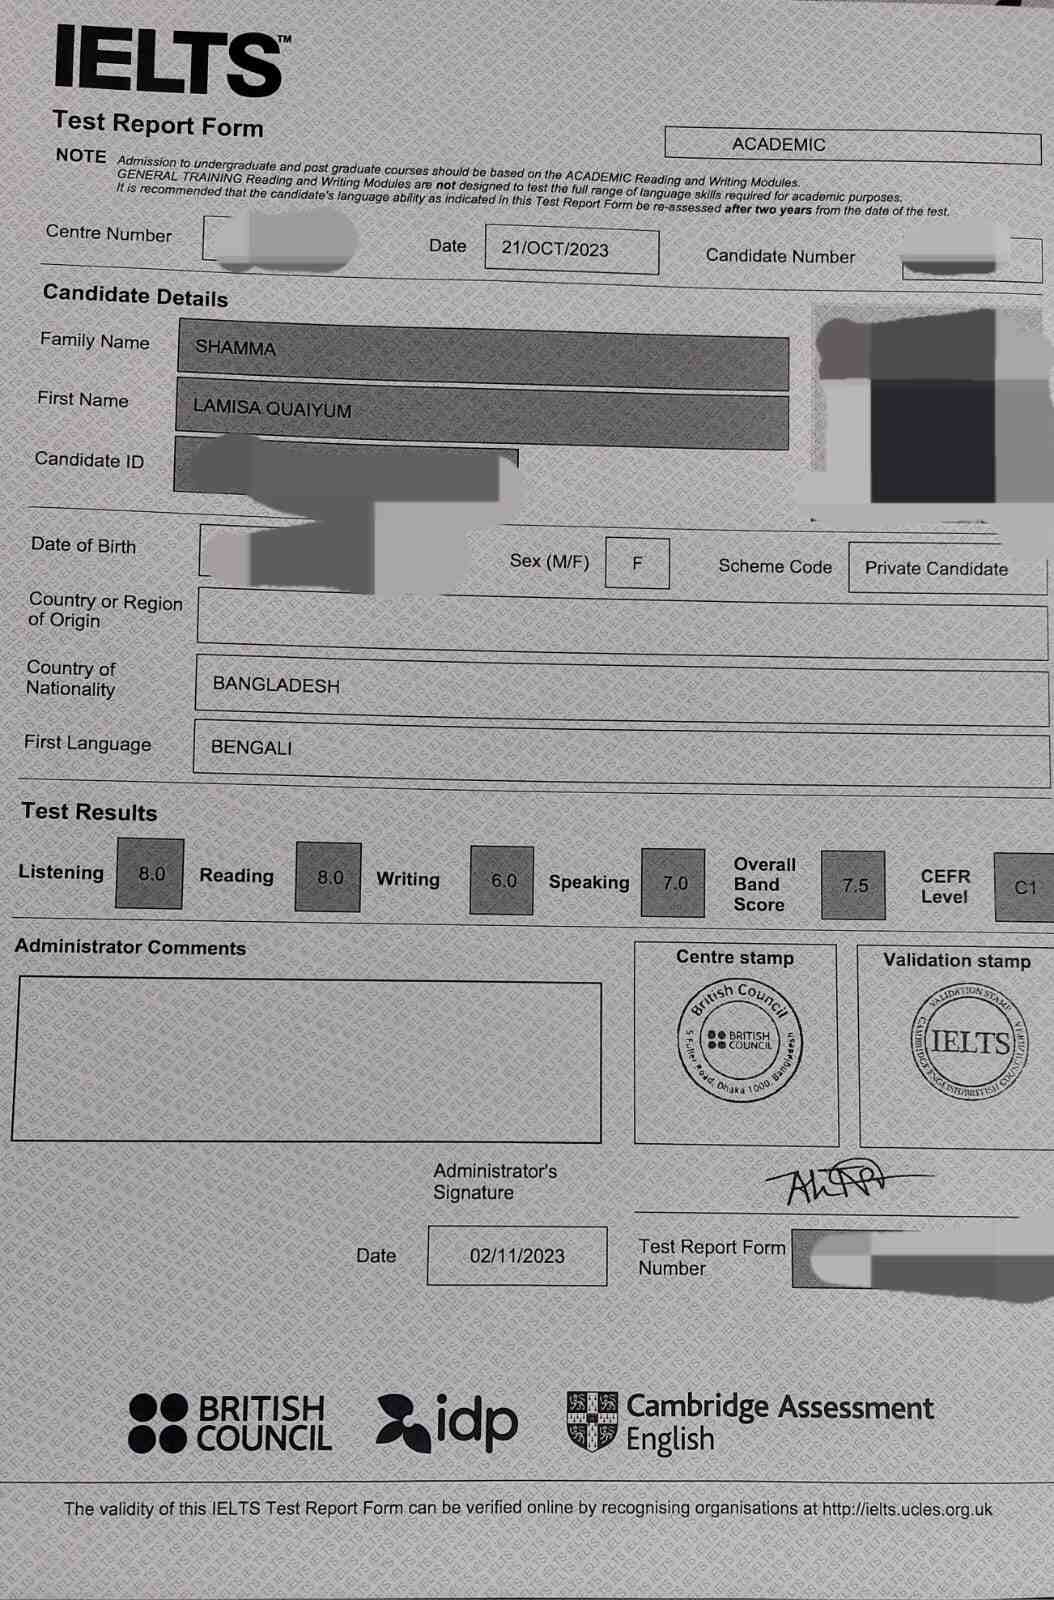 IELTS™
Test Report Form
ACADEMIC
NOTE Admission to undergraduate and post graduate courses should be based on the ACADEMIC Reading and Writing Modules.
GENERAL TRAINING Reading and Writing Modules are not designed to test the full range of language skills required for academic purposes.
It is recommended that the candidate's language ability as indicated in this Test Report Form be re-assessed after two years from the date of the test.
Centre Number Date 21/OCT/2023 Candidate Number
Candidate Details
Family Name SHAMMA
First Name LAMISA QUAIYUM
Candidate ID
Date of Birth Sex (M/F) F Scheme Code Private Candidate
Country or Region
of Origin
Country of
Nationality BANGLADESH
First Language BENGALI
Test Results
Listening 8.0 Reading 8.0 Writing 6.0 Speaking 7.0 Overall Band Score 7.5 CEFR Level C1
Administrator Comments
Centre stamp
British Council
BRITISH
COUNCIL
5 Fuller Road, Dhaka 1000, Bangladesh
Validation stamp
VALIDATION STAMP
IELTS
CAMBRIDGE ENGLISH/BRITISH COUNCIL
Administrator's
Signature
Date 02/11/2023
Test Report Form
Number
BRITISH
COUNCIL
idp
Cambridge Assessment
English
The validity of this IELTS Test Report Form can be verified online by recognising organisations at http://ielts.ucles.org.uk